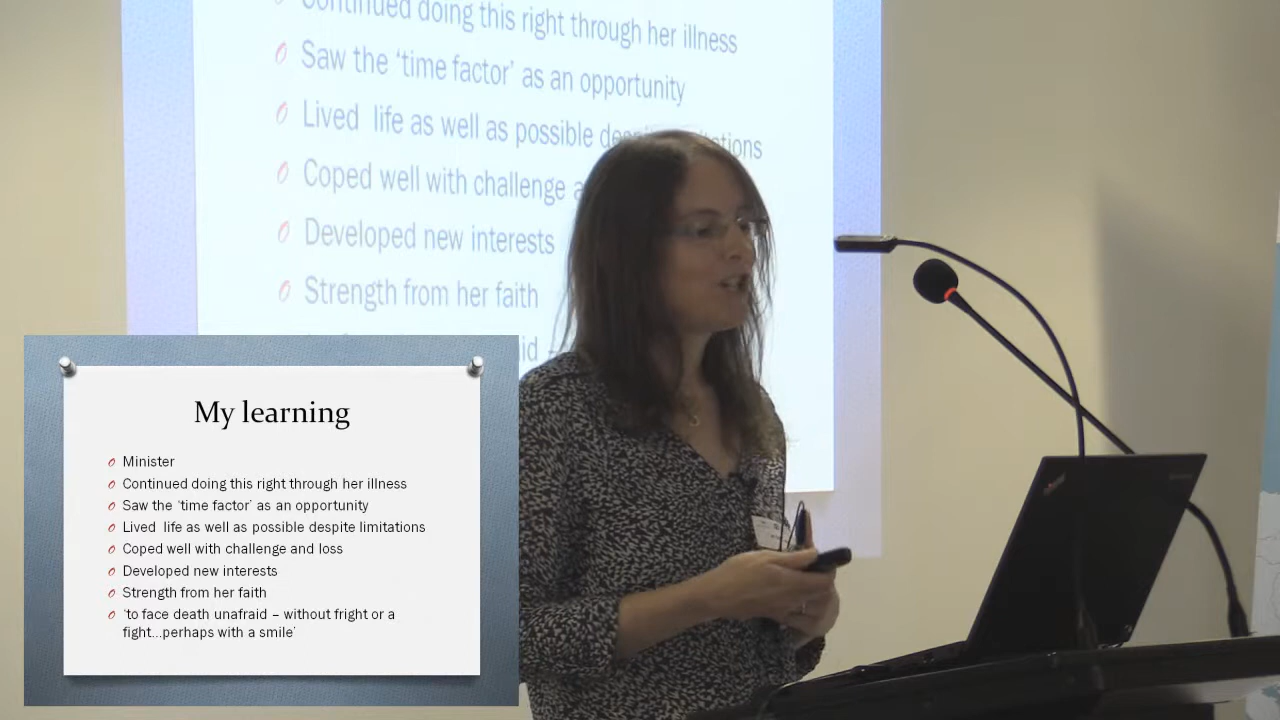 Continued doing this right through her illness
Saw the ‘time factor’ as an opportunity
Lived life as well as possible
Coped well with challenge
Developed new interests
Strength from her faith
My learning
Minister
Continued doing this right through her illness
Saw the ‘time factor’ as an opportunity
Lived life as well as possible despite limitations
Coped well with challenge and loss
Developed new interests
Strength from her faith
‘to face death unafraid – without fright or a
fight...perhaps with a smile’